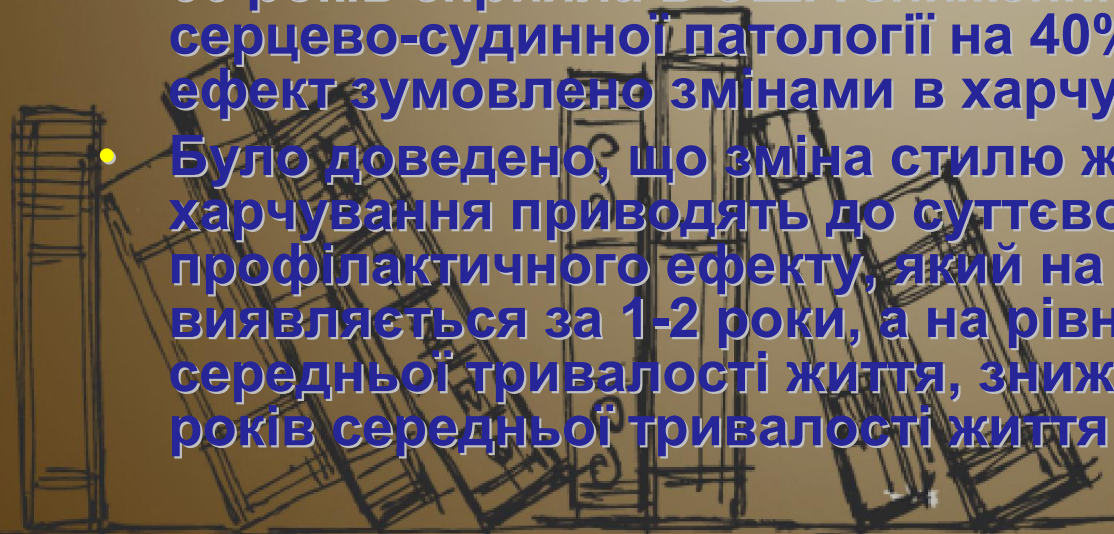 серцево-судинної патології на 40%
ефект зумовлено змінами в харчу
• Було доведено, що зміна стилю ж
харчування приводять до суттєво
профілактичного ефекту, який на
виявляється за 1-2 роки, а на рівн
середньої тривалості життя, зниж
років середньої тривалості життя